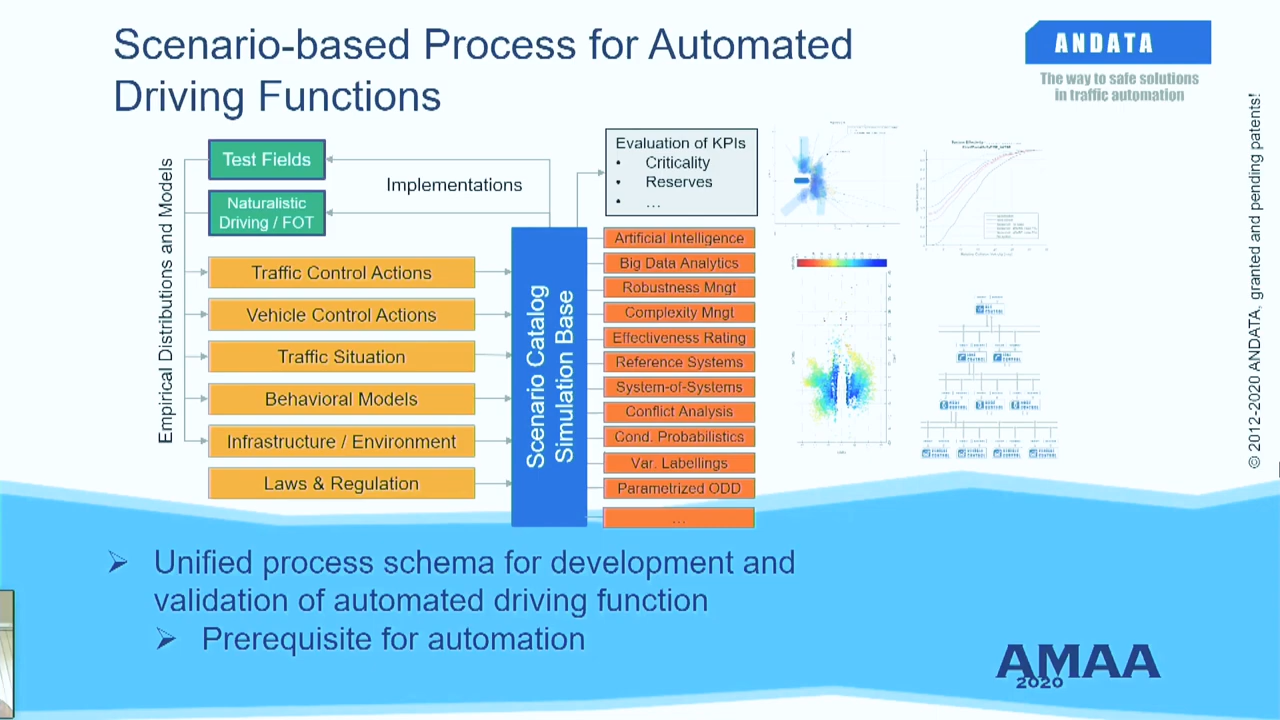 Scenario-based Process for Automated
Driving Functions
ANDATA
The way to safe solutions
in traffic automation
© 2012-2020 ANDATA, granted and pending patents!
Empirical Distributions and Models
Test Fields
Naturalistic
Driving / FOT
Implementations
Traffic Control Actions
Vehicle Control Actions
Traffic Situation
Behavioral Models
Infrastructure / Environment
Laws & Regulation
Scenario Catalog
Simulation Base
Evaluation of KPIs
• Criticality
• Reserves
• ...
Artificial Intelligence
Big Data Analytics
Robustness Mngt
Complexity Mngt
Effectiveness Rating
Reference Systems
System-of-Systems
Conflict Analysis
Cond. Probabilistics
Var. Labellings
Parametrized ODD
...
➢ Unified process schema for development and
validation of automated driving function
➢ Prerequisite for automation
AMAA
2020